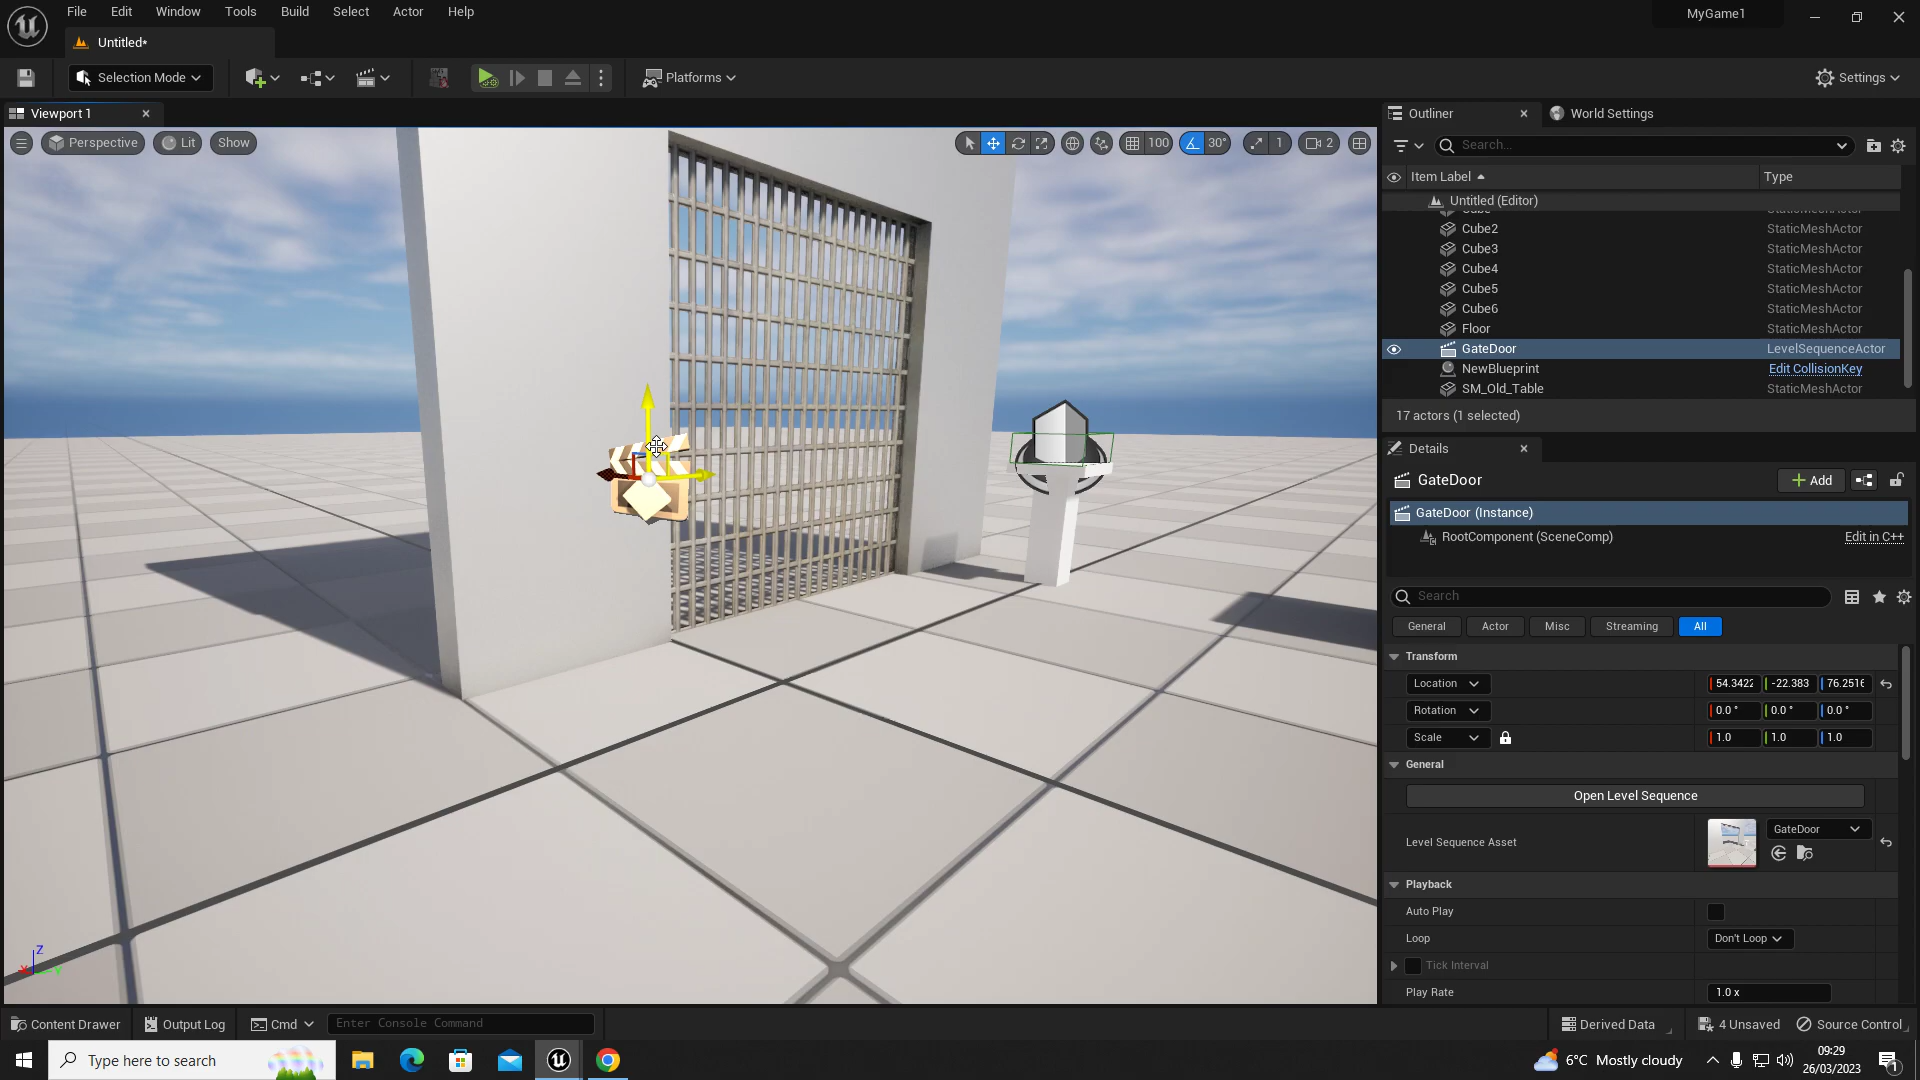 File Edit Window Tools Build Select Actor Help
MyGame1
Untitled*
Selection Mode
Platforms
Settings
Viewport 1
Perspective
Lit
Show
100
30°
1
2
Outliner
World Settings
Search...
Item Label
Type
Untitled (Editor)
StaticMeshActor
Cube2 StaticMeshActor
Cube3 StaticMeshActor
Cube4 StaticMeshActor
Cube5 StaticMeshActor
Cube6 StaticMeshActor
Floor StaticMeshActor
GateDoor LevelSequenceActor
NewBlueprint Edit CollisionKey
SM_Old_Table StaticMeshActor
17 actors (1 selected)
Details
GateDoor
Add
GateDoor (Instance)
RootComponent (SceneComp) Edit in C++
Search
General Actor Misc Streaming All
Transform
Location 54.3422 -22.383 76.2516
Rotation 0.0 ° 0.0 ° 0.0 °
Scale 1.0 1.0 1.0
General
Open Level Sequence
Level Sequence Asset
GateDoor
Playback
Auto Play
Loop Don't Loop
Tick Interval
Play Rate 1.0 x
Z
X
Y
Content Drawer Output Log Cmd Enter Console Command
Derived Data 4 Unsaved Source Control
Type here to search
6°C Mostly cloudy
09:29
26/03/2023
1